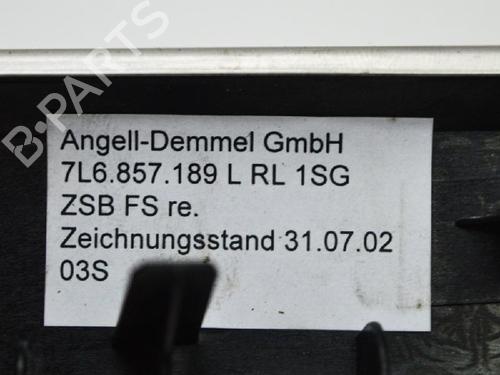 B-PARTS
Angell-Demmel GmbH
7L6.857.189 L RL 1SG
ZSB FS re.
Zeichnungsstand 31.07.02
03S